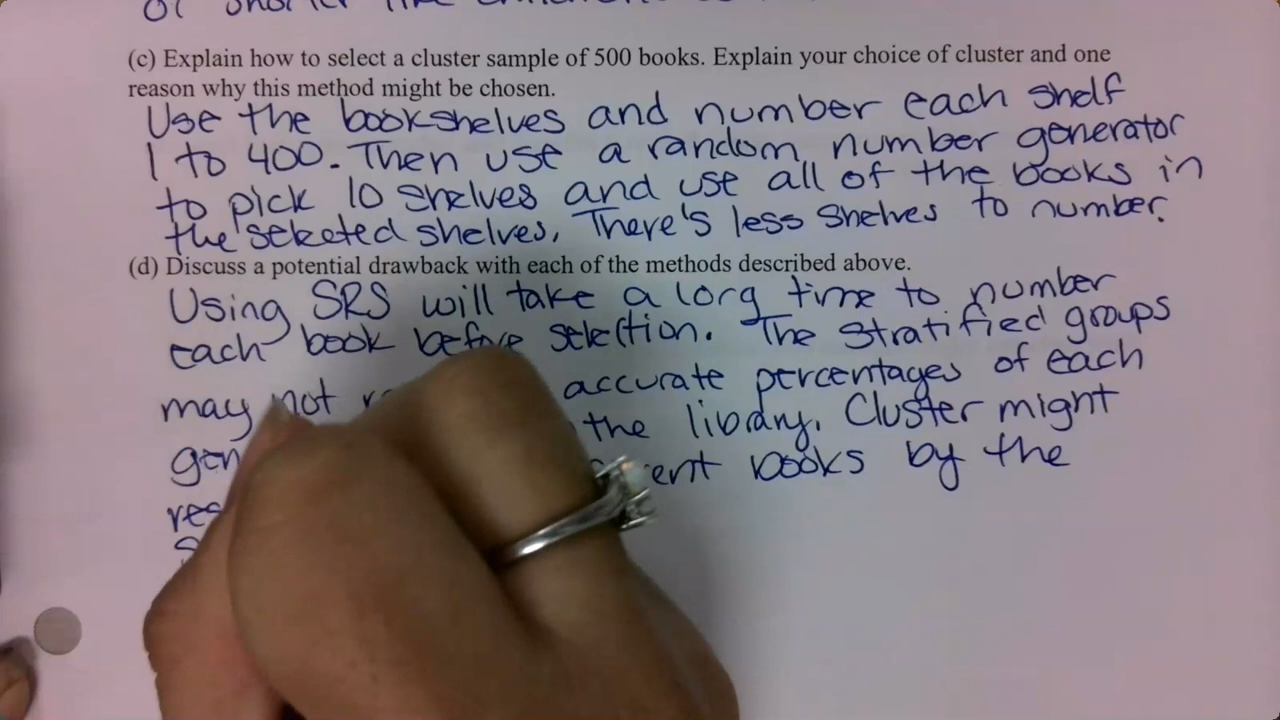 or shorter
(c) Explain how to select a cluster sample of 500 books. Explain your choice of cluster and one
reason why this method might be chosen.
Use the bookshelves and number each shelf
1 to 400. Then use a random number generator
to pick 10 shelves and use all of the books in
the selected shelves. There's less shelves to number.
(d) Discuss a potential drawback with each of the methods described above.
Using SRS will take a long time to number
each book before selection. The stratified groups
may not accurate percentages of each
the library. Cluster might
books by the